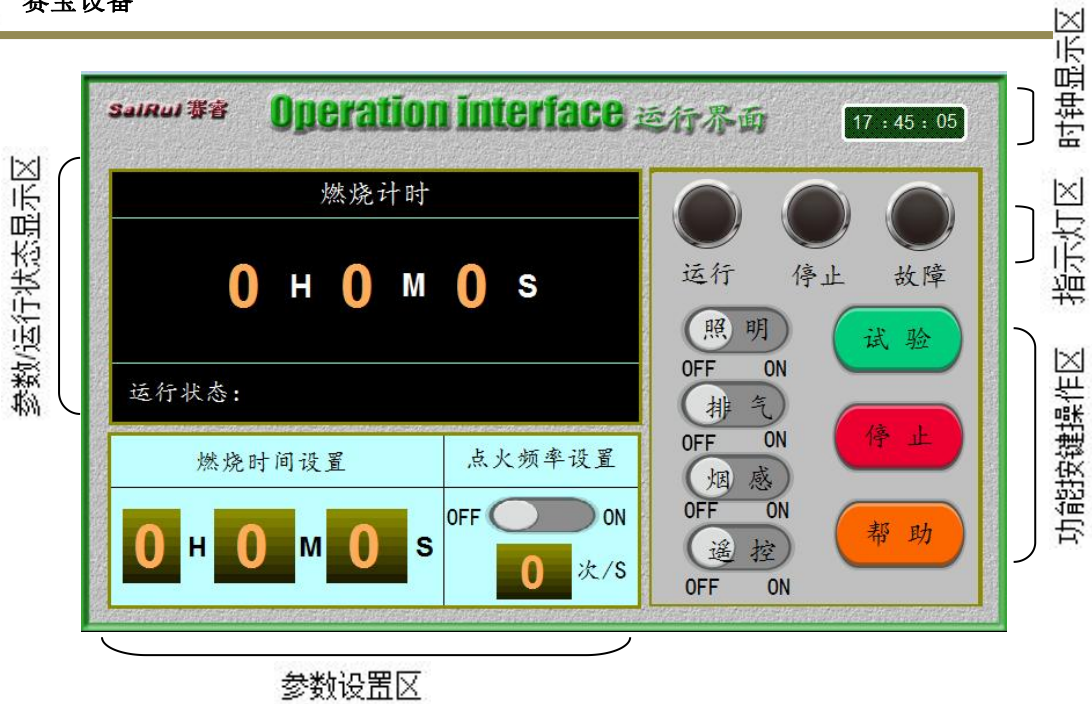 赛宝设备
SaiRui 赛睿
Operation interface 运行界面
17 : 45 : 05
时钟显示区
参数/运行状态显示区
燃烧计时
0 H 0 M 0 S
运行状态:
运行 停止 故障
指示灯区
照明
OFF ON
排气
OFF ON
烟感
OFF ON
遥控
OFF ON
试验
停止
帮助
功能按键操作区
燃烧时间设置
0 H 0 M 0 S
点火频率设置
OFF ON
0 次/S
参数设置区